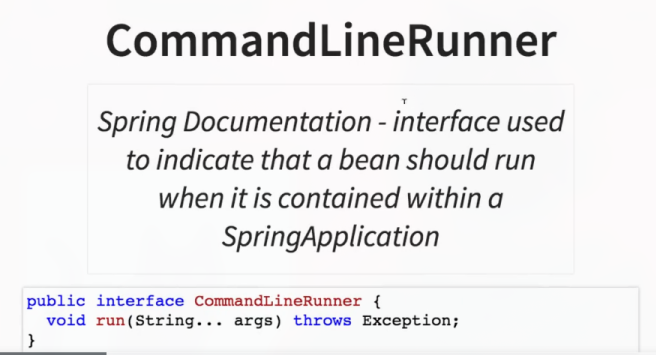 CommandLineRunner
Spring Documentation - interface used
to indicate that a bean should run
when it is contained within a
SpringApplication
public interface CommandLineRunner {
  void run(String... args) throws Exception;
}